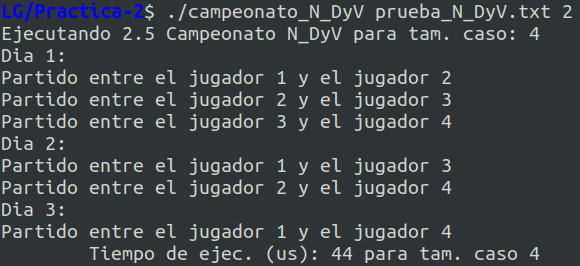 LG/Practica-2$ ./campeonato_N_DyV prueba_N_DyV.txt 2
Ejecutando 2.5 Campeonato N_DyV para tam. caso: 4
Dia 1:
Partido entre el jugador 1 y el jugador 2
Partido entre el jugador 2 y el jugador 3
Partido entre el jugador 3 y el jugador 4
Dia 2:
Partido entre el jugador 1 y el jugador 3
Partido entre el jugador 2 y el jugador 4
Dia 3:
Partido entre el jugador 1 y el jugador 4
        Tiempo de ejec. (us): 44 para tam. caso 4